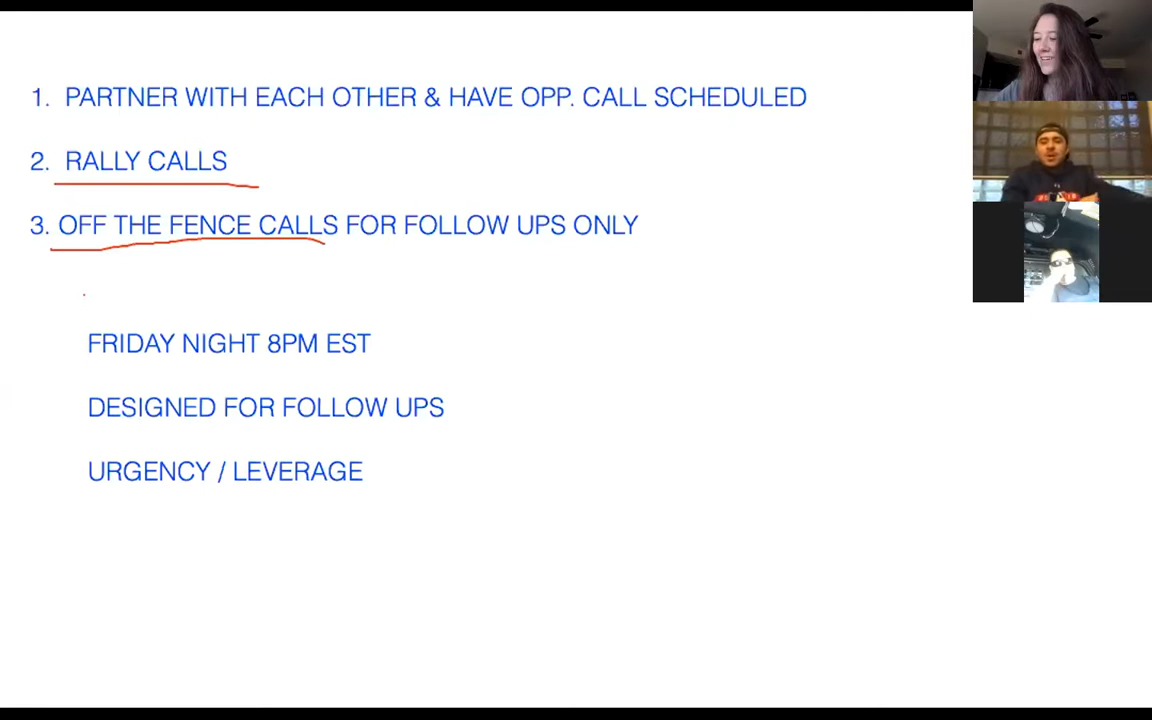 1. PARTNER WITH EACH OTHER & HAVE OPP. CALL SCHEDULED
2. RALLY CALLS
3. OFF THE FENCE CALLS FOR FOLLOW UPS ONLY
FRIDAY NIGHT 8PM EST
DESIGNED FOR FOLLOW UPS
URGENCY / LEVERAGE